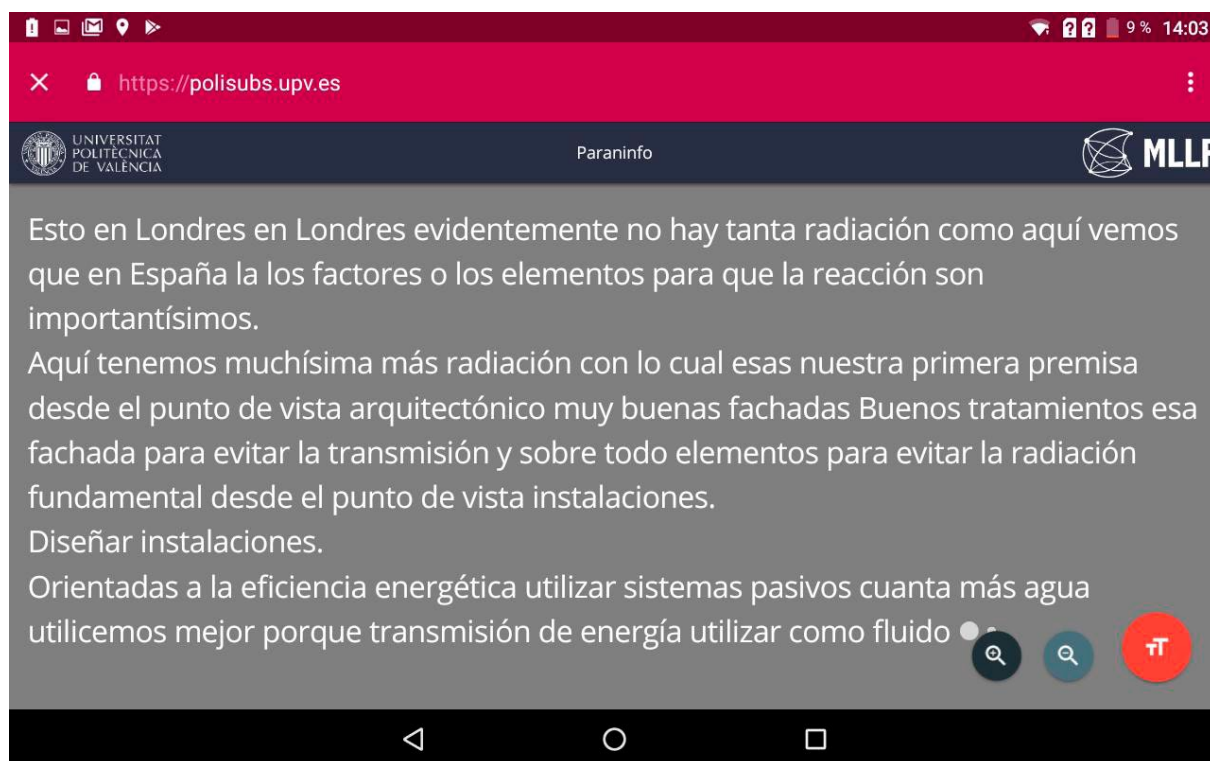 9 % 14:03
https://polisubs.upv.es
UNIVERSITAT
POLITÈCNICA
DE VALÈNCIA
Paraninfo
MLLP
Esto en Londres en Londres evidentemente no hay tanta radiación como aquí vemos
que en España la los factores o los elementos para que la reacción son
importantísimos.
Aquí tenemos muchísima más radiación con lo cual esas nuestra primera premisa
desde el punto de vista arquitectónico muy buenas fachadas Buenos tratamientos esa
fachada para evitar la transmisión y sobre todo elementos para evitar la radiación
fundamental desde el punto de vista instalaciones.
Diseñar instalaciones.
Orientadas a la eficiencia energética utilizar sistemas pasivos cuanta más agua
utilicemos mejor porque transmisión de energía utilizar como fluido
TT